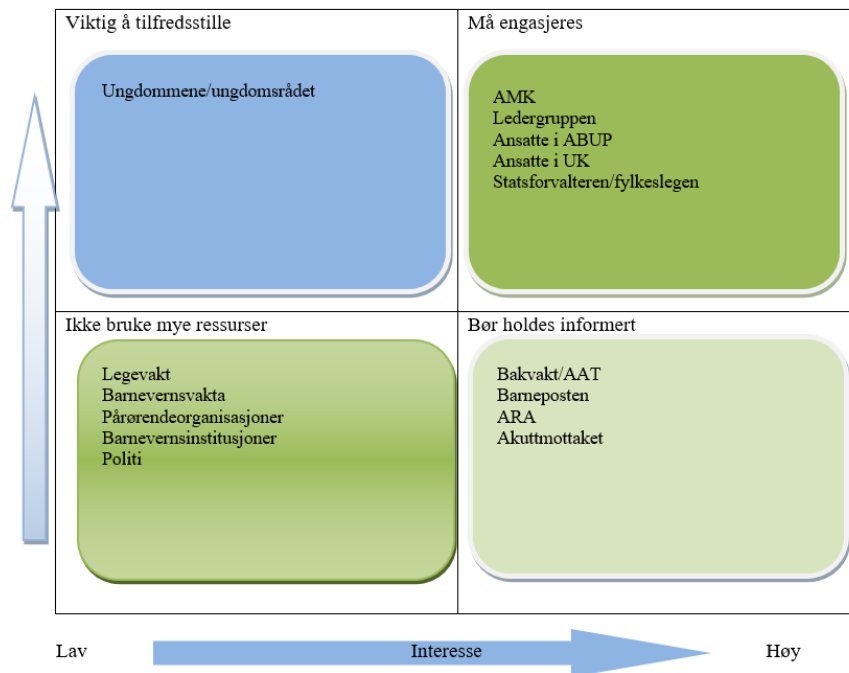 Viktig å tilfredsstille
Ungdommene/ungdomsrådet
Må engasjeres
AMK
Ledergruppen
Ansatte i ABUP
Ansatte i UK
Statsforvalteren/fylkeslegen
Ikke bruke mye ressurser
Legevakt
Barnevernsvakta
Pårørendeorganisasjoner
Barnevernsinstitusjoner
Politi
Bør holdes informert
Bakvakt/AAT
Barneposten
ARA
Akuttmottaket
Lav
Interesse
Høy